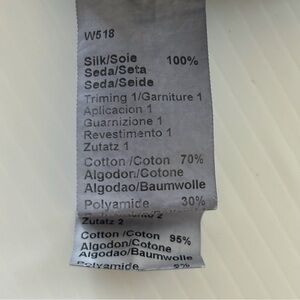 W518
Silk/Soie 100%
Seda/Seta
Seda/Seide
Triming 1/Garniture 1
Aplicacion 1
Guarnizione 1
Revestimento 1
Zutatz 1
Cotton /Coton 70%
Algodon/Cotone
Algodao/Baumwolle
Polyamide 30%
2
Zutatz 2
Cotton /Coton 95%
Algodon/Cotone
Algodao/Baumwolle
Polyamide